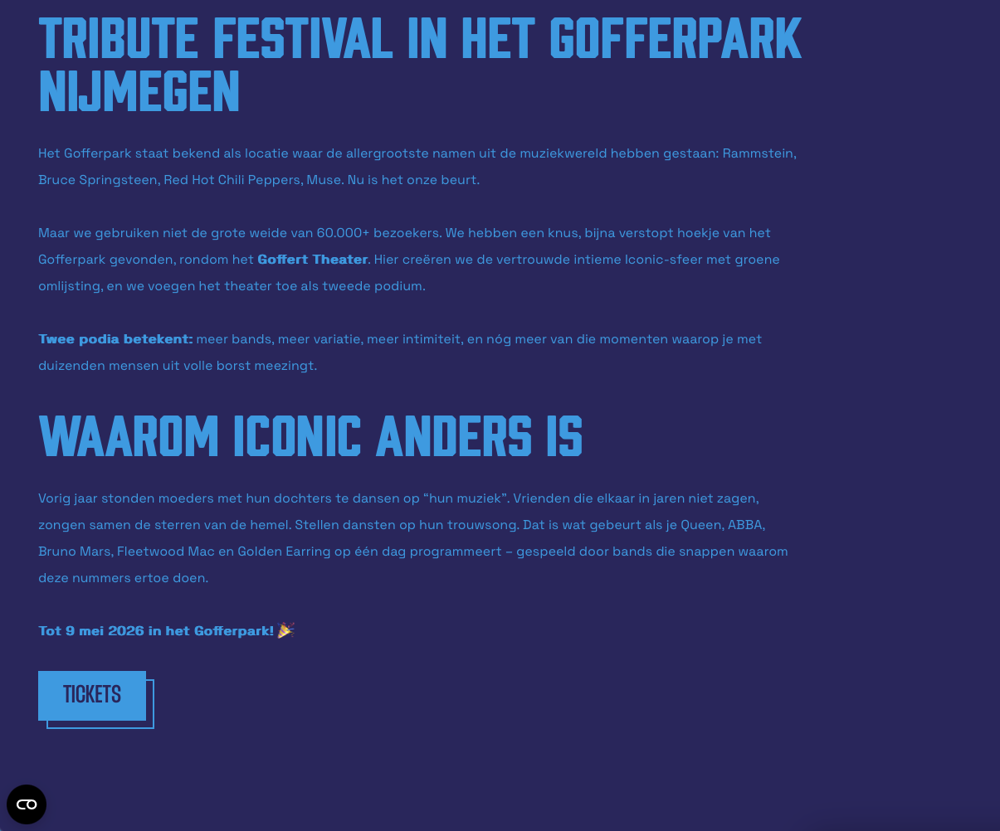 TRIBUTE FESTIVAL IN HET GOFFERPARK
NIJMEGEN
Het Gofferpark staat bekend als locatie waar de allergrootste namen uit de muziekwereld hebben gestaan: Rammstein,
Bruce Springsteen, Red Hot Chili Peppers, Muse. Nu is het onze beurt.
Maar we gebruiken niet de grote weide van 60.000+ bezoekers. We hebben een knus, bijna verstopt hoekje van het
Gofferpark gevonden, rondom het Goffert Theater. Hier creëren we de vertrouwde intieme Iconic-sfeer met groene
omlijsting, en we voegen het theater toe als tweede podium.
Twee podia betekent: meer bands, meer variatie, meer intimiteit, en nóg meer van die momenten waarop je met
duizenden mensen uit volle borst meezingt.
WAAROM ICONIC ANDERS IS
Vorig jaar stonden moeders met hun dochters te dansen op “hun muziek”. Vrienden die elkaar in jaren niet zagen,
zongen samen de sterren van de hemel. Stellen dansten op hun trouwsong. Dat is wat gebeurt als je Queen, ABBA,
Bruno Mars, Fleetwood Mac en Golden Earring op één dag programmeert – gespeeld door bands die snappen waarom
deze nummers ertoe doen.
Tot 9 mei 2026 in het Gofferpark! 🎉
TICKETS